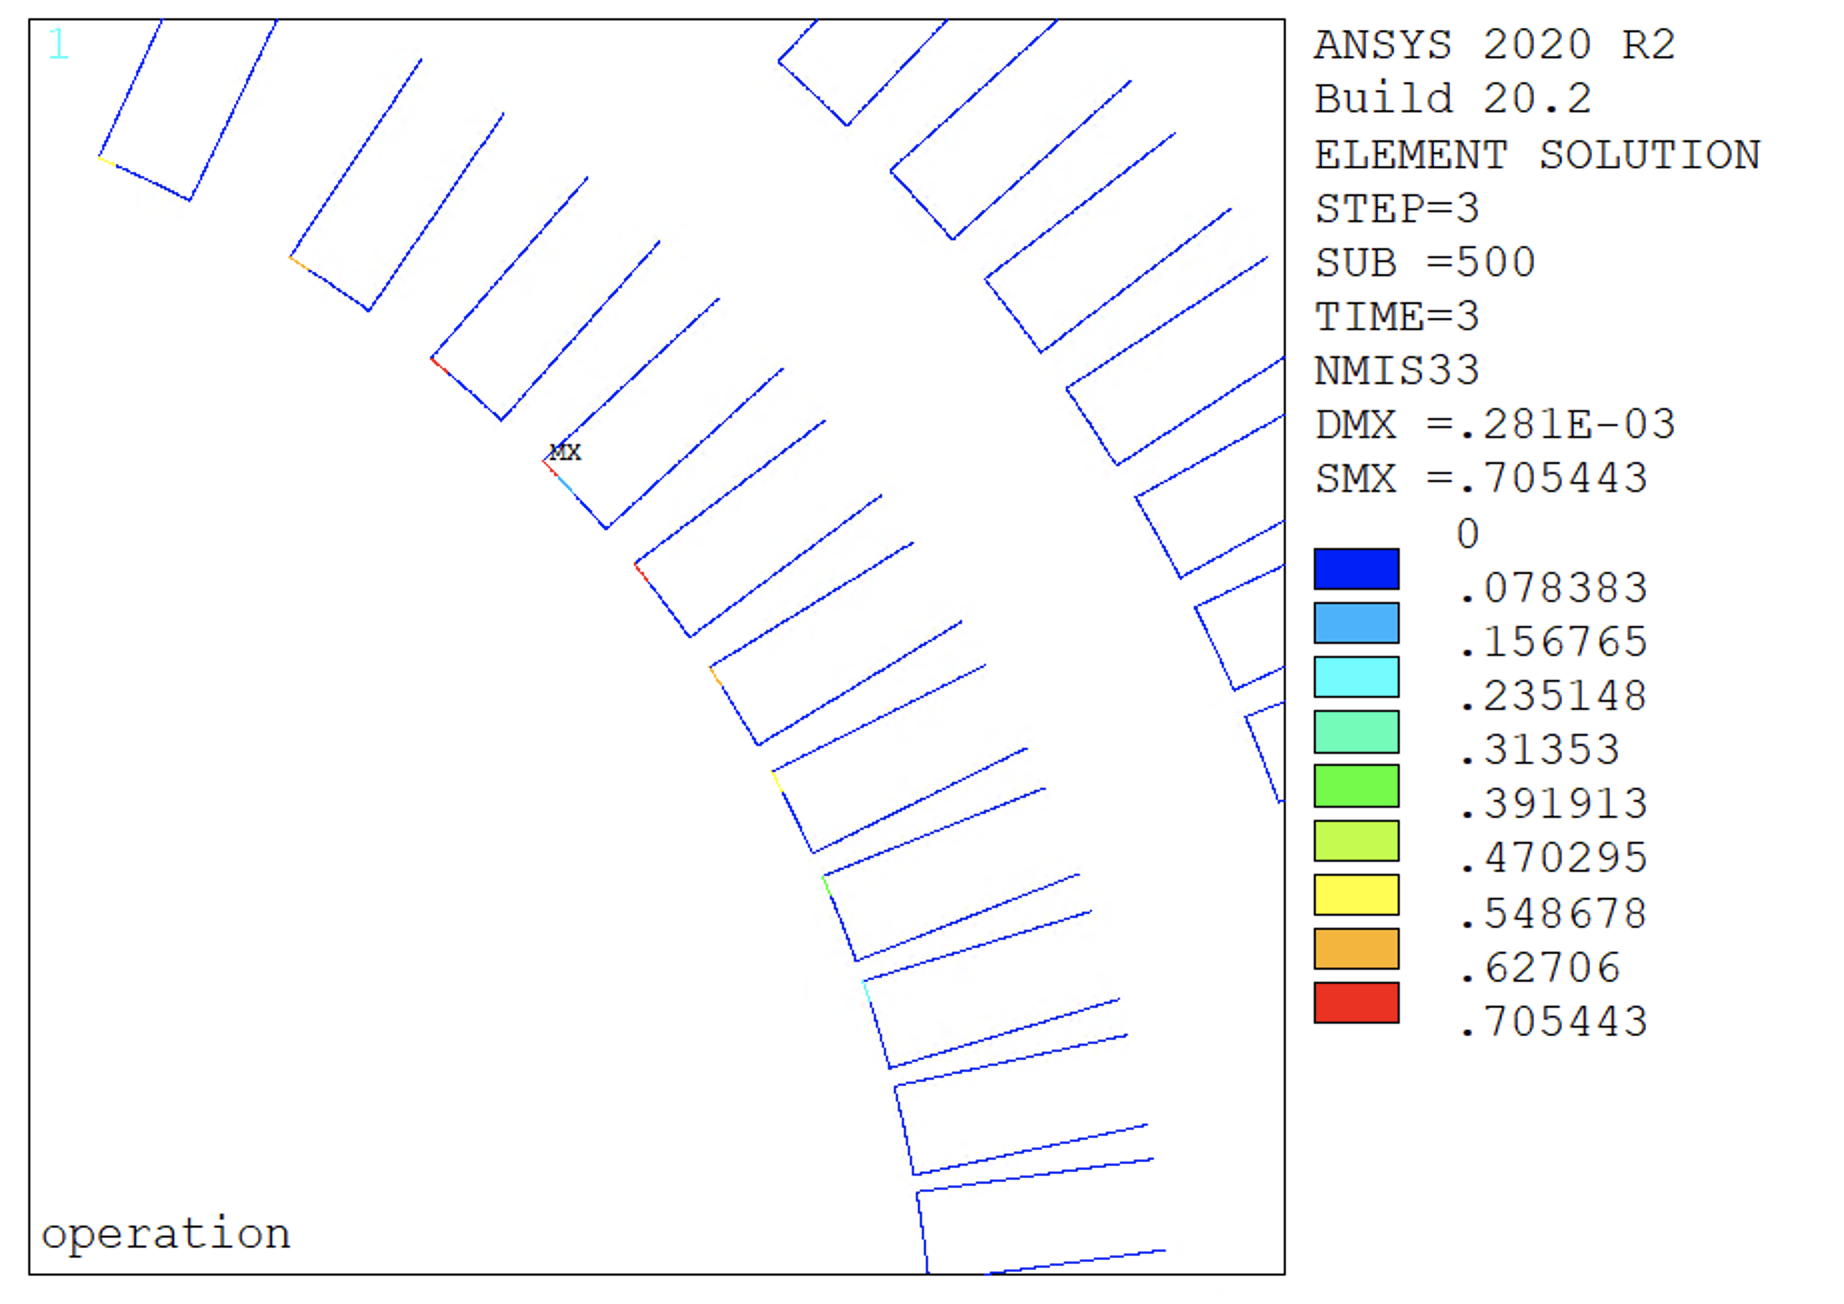 1
MX
operation
ANSYS 2020 R2
Build 20.2
ELEMENT SOLUTION
STEP=3
SUB =500
TIME=3
NMIS33
DMX =.281E-03
SMX =.705443
0
.078383
.156765
.235148
.31353
.391913
.470295
.548678
.62706
.705443